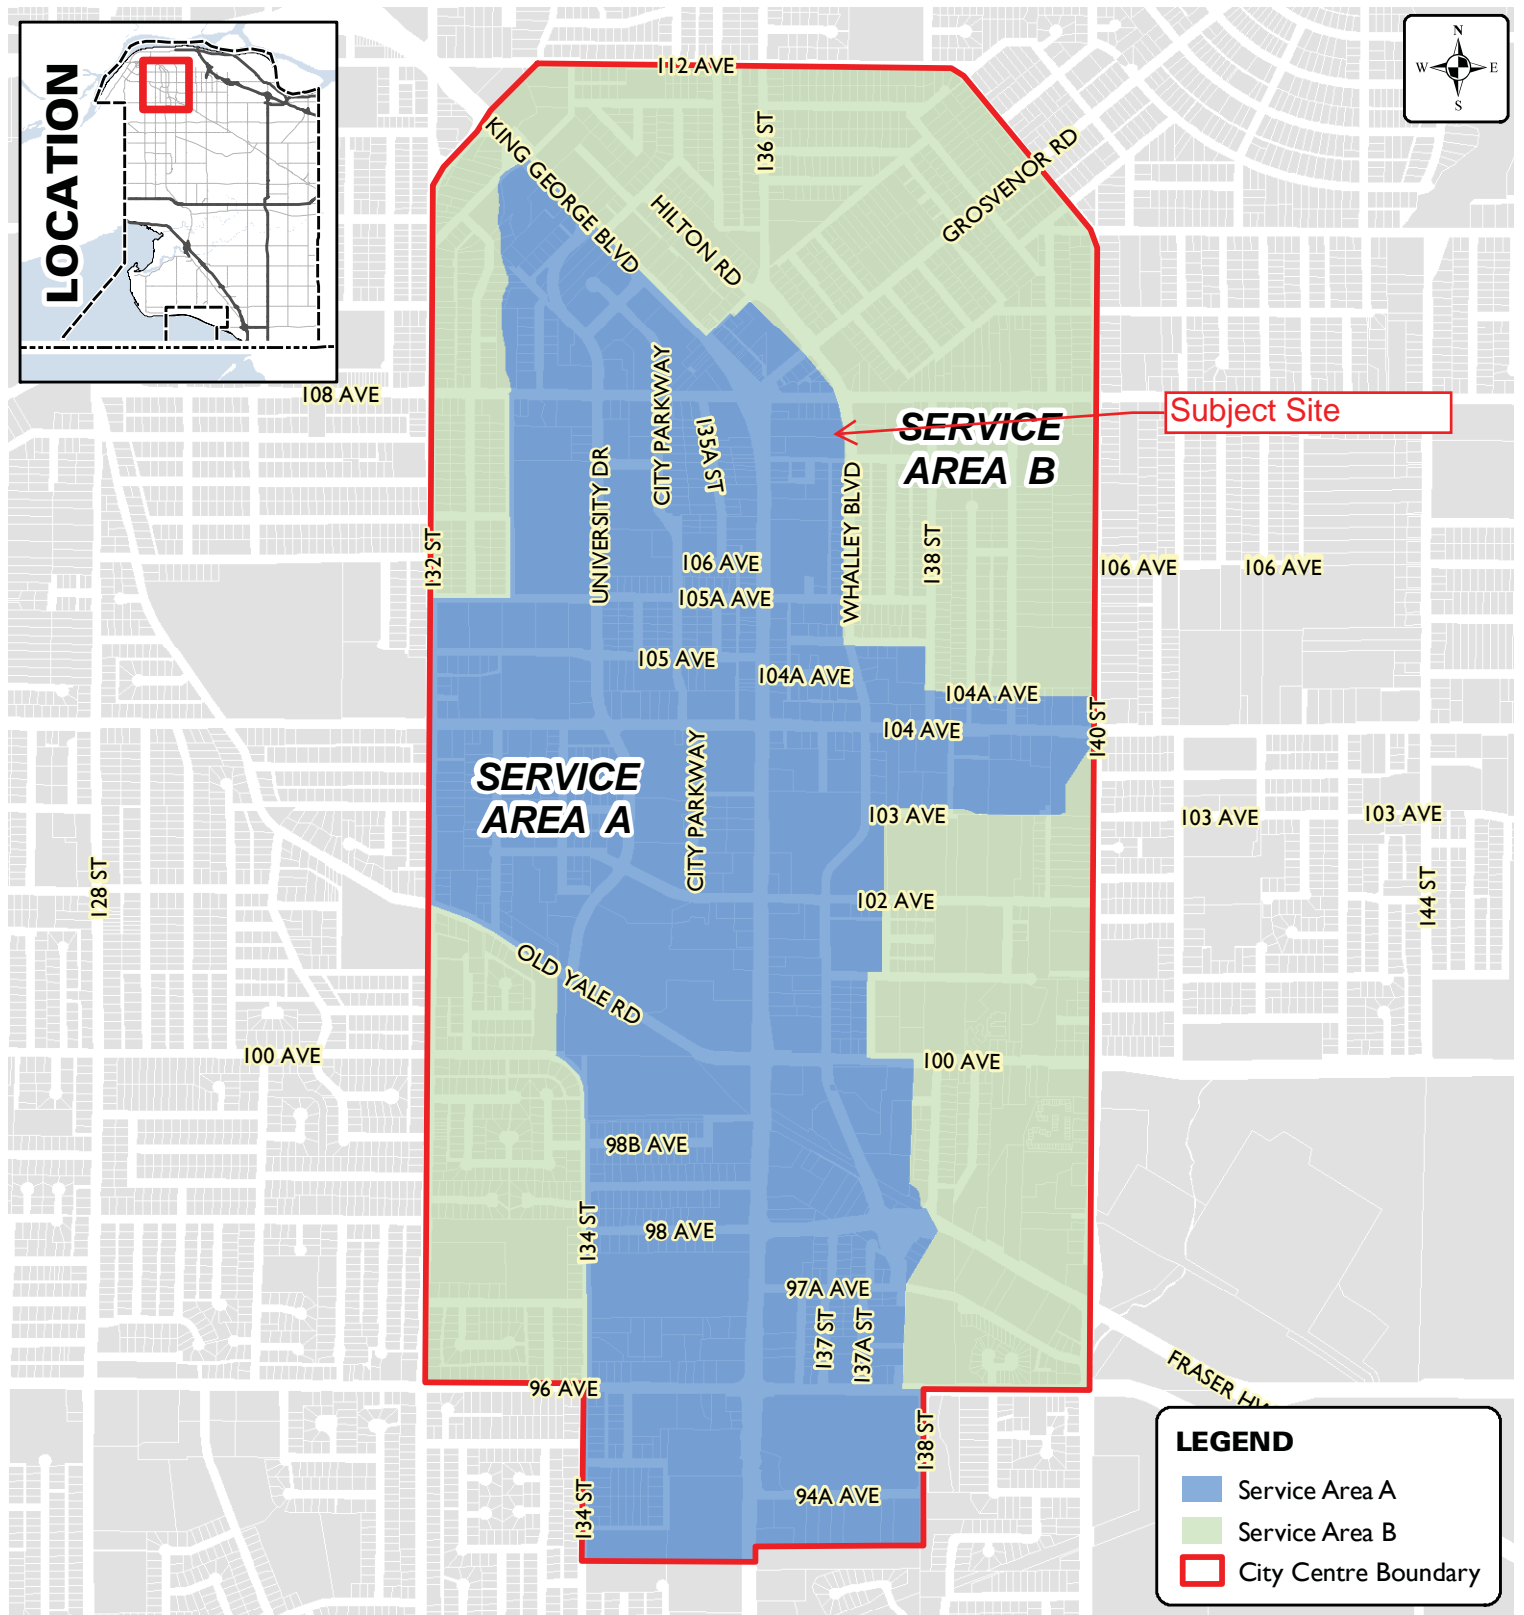 LOCATION
N
W
E
S
112 AVE
136 ST
KING GEORGE BLVD
HILTON RD
GROSVENOR RD
108 AVE
CITY PARKWAY
135A ST
Subject Site
SERVICE
AREA B
UNIVERSITY DR
WHALLEY BLVD
132 ST
138 ST
106 AVE
106 AVE
106 AVE
105A AVE
105 AVE
104A AVE
104A AVE
104 AVE
140 ST
SERVICE
AREA A
CITY PARKWAY
103 AVE
103 AVE
103 AVE
128 ST
102 AVE
144 ST
OLD YALE RD
100 AVE
100 AVE
98B AVE
134 ST
98 AVE
97A AVE
137 ST
137A ST
96 AVE
FRASER
138 ST
94A AVE
134 ST
LEGEND
Service Area A
Service Area B
City Centre Boundary